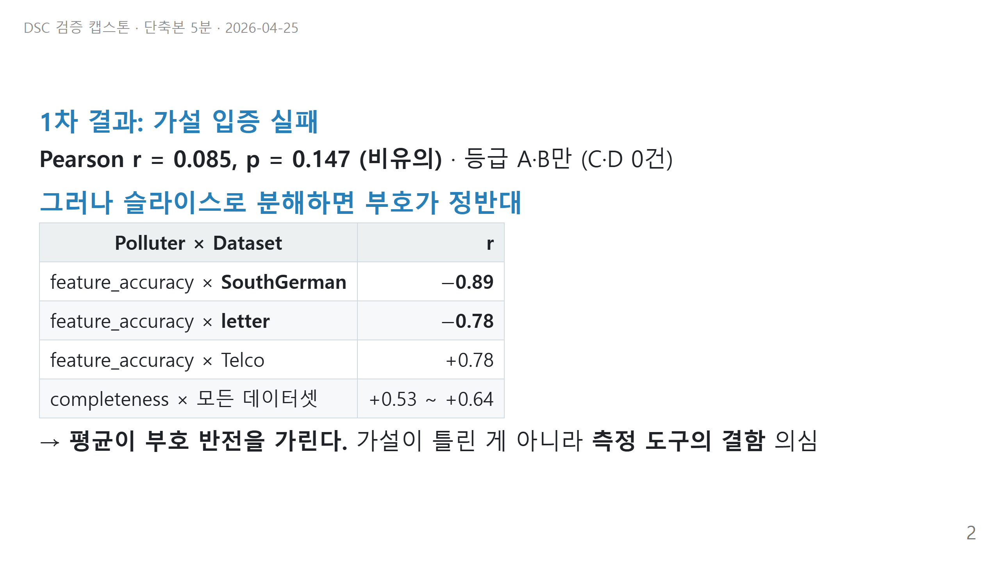 DSC 검증 캡스톤 · 단축본 5분 · 2026-04-25
1차 결과: 가설 입증 실패
Pearson r = 0.085, p = 0.147 (비유의) · 등급 A·B만 (C·D 0건)
그러나 슬라이스로 분해하면 부호가 정반대
Polluter × Dataset r
feature_accuracy × SouthGerman −0.89
feature_accuracy × letter −0.78
feature_accuracy × Telco +0.78
completeness × 모든 데이터셋 +0.53 ~ +0.64
→ 평균이 부호 반전을 가린다. 가설이 틀린 게 아니라 측정 도구의 결함 의심
2